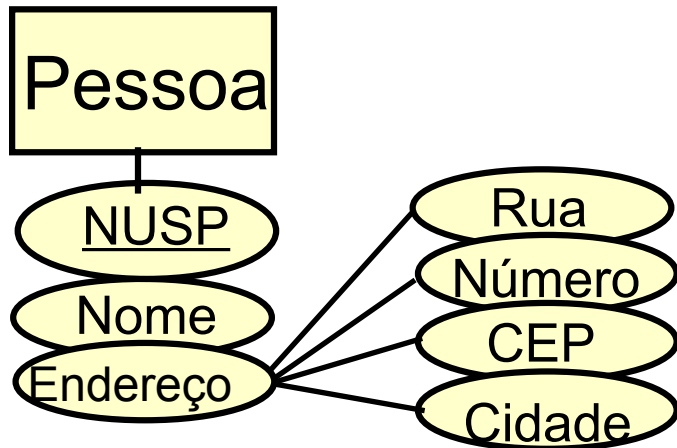 Pessoa
NUSP
Nome
Endereço
Rua
Número
CEP
Cidade